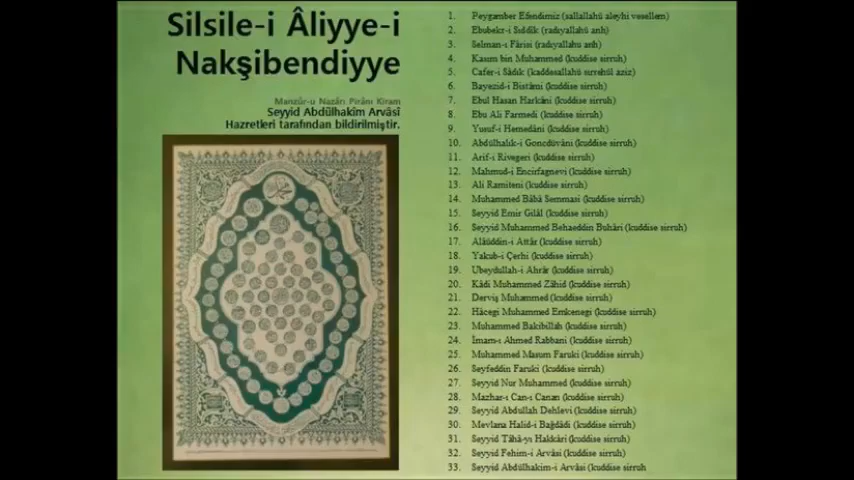 Silsile-i Âliyye-i
Nakşibendiyye
Manzûr-u Nazârı Pirânı Kiram
Seyyid Abdûlhakîm Arvâsî
Hazretleri tarafından bildirilmiştir.
1. Peygamber Efendimiz (sallallahü aleyhi vesellem)
2. Ebubekr-i Sıddîk (radıyallahü anh)
3. Selman-ı Fârisi (radıyallahü anh)
4. Kasım bin Muhammed (kuddise sirruh)
5. Cafer-i Sâdık (kaddesallahü sirrehül aziz)
6. Bayezid-i Bistâmi (kuddise sirruh)
7. Ebul Hasan Harkâni (kuddise sirruh)
8. Ebu Ali Farmedi (kuddise sirruh)
9. Yusuf-i Hemedâni (kuddise sirruh)
10. Abdülhalık-i Goncdüvâni (kuddise sirruh)
11. Arif-i Rivegeri (kuddise sirruh)
12. Mahmud-i Encirfagnevi (kuddise sirruh)
13. Ali Ramiteni (kuddise sirruh)
14. Muhammed Bâbâ Semmasi (kuddise sirruh)
15. Seyyid Emir Gilâl (kuddise sirruh)
16. Seyyid Muhammed Behaeddin Buhâri (kuddise sirruh)
17. Alâüddin-i Attâr (kuddise sirruh)
18. Yakub-i Çerhi (kuddise sirruh)
19. Ubeydullah-i Ahrâr (kuddise sirruh)
20. Kâdi Muhammed Zâhid (kuddise sirruh)
21. Derviş Muhammed (kuddise sirruh)
22. Hâcegi Muhammed Emkenegi (kuddise sirruh)
23. Muhammed Bakibillâh (kuddise sirruh)
24. İmam-ı Ahmed Rabbani (kuddise sirruh)
25. Muhammed Masum Faruki (kuddise sirruh)
26. Seyfeddin Faruki (kuddise sirruh)
27. Seyyid Nur Muhammed (kuddise sirruh)
28. Mazhar-ı Can-ı Canan (kuddise sirruh)
29. Seyyid Abdullah Dehlevi (kuddise sirruh)
30. Mevlana Halid-i Bağdâdi (kuddise sirruh)
31. Seyyid Tâhâ-yı Hakkâri (kuddise sirruh)
32. Seyyid Fehim-i Arvâsi (kuddise sirruh)
33. Seyyid Abdülhakim-i Arvâsi (kuddise sirruh